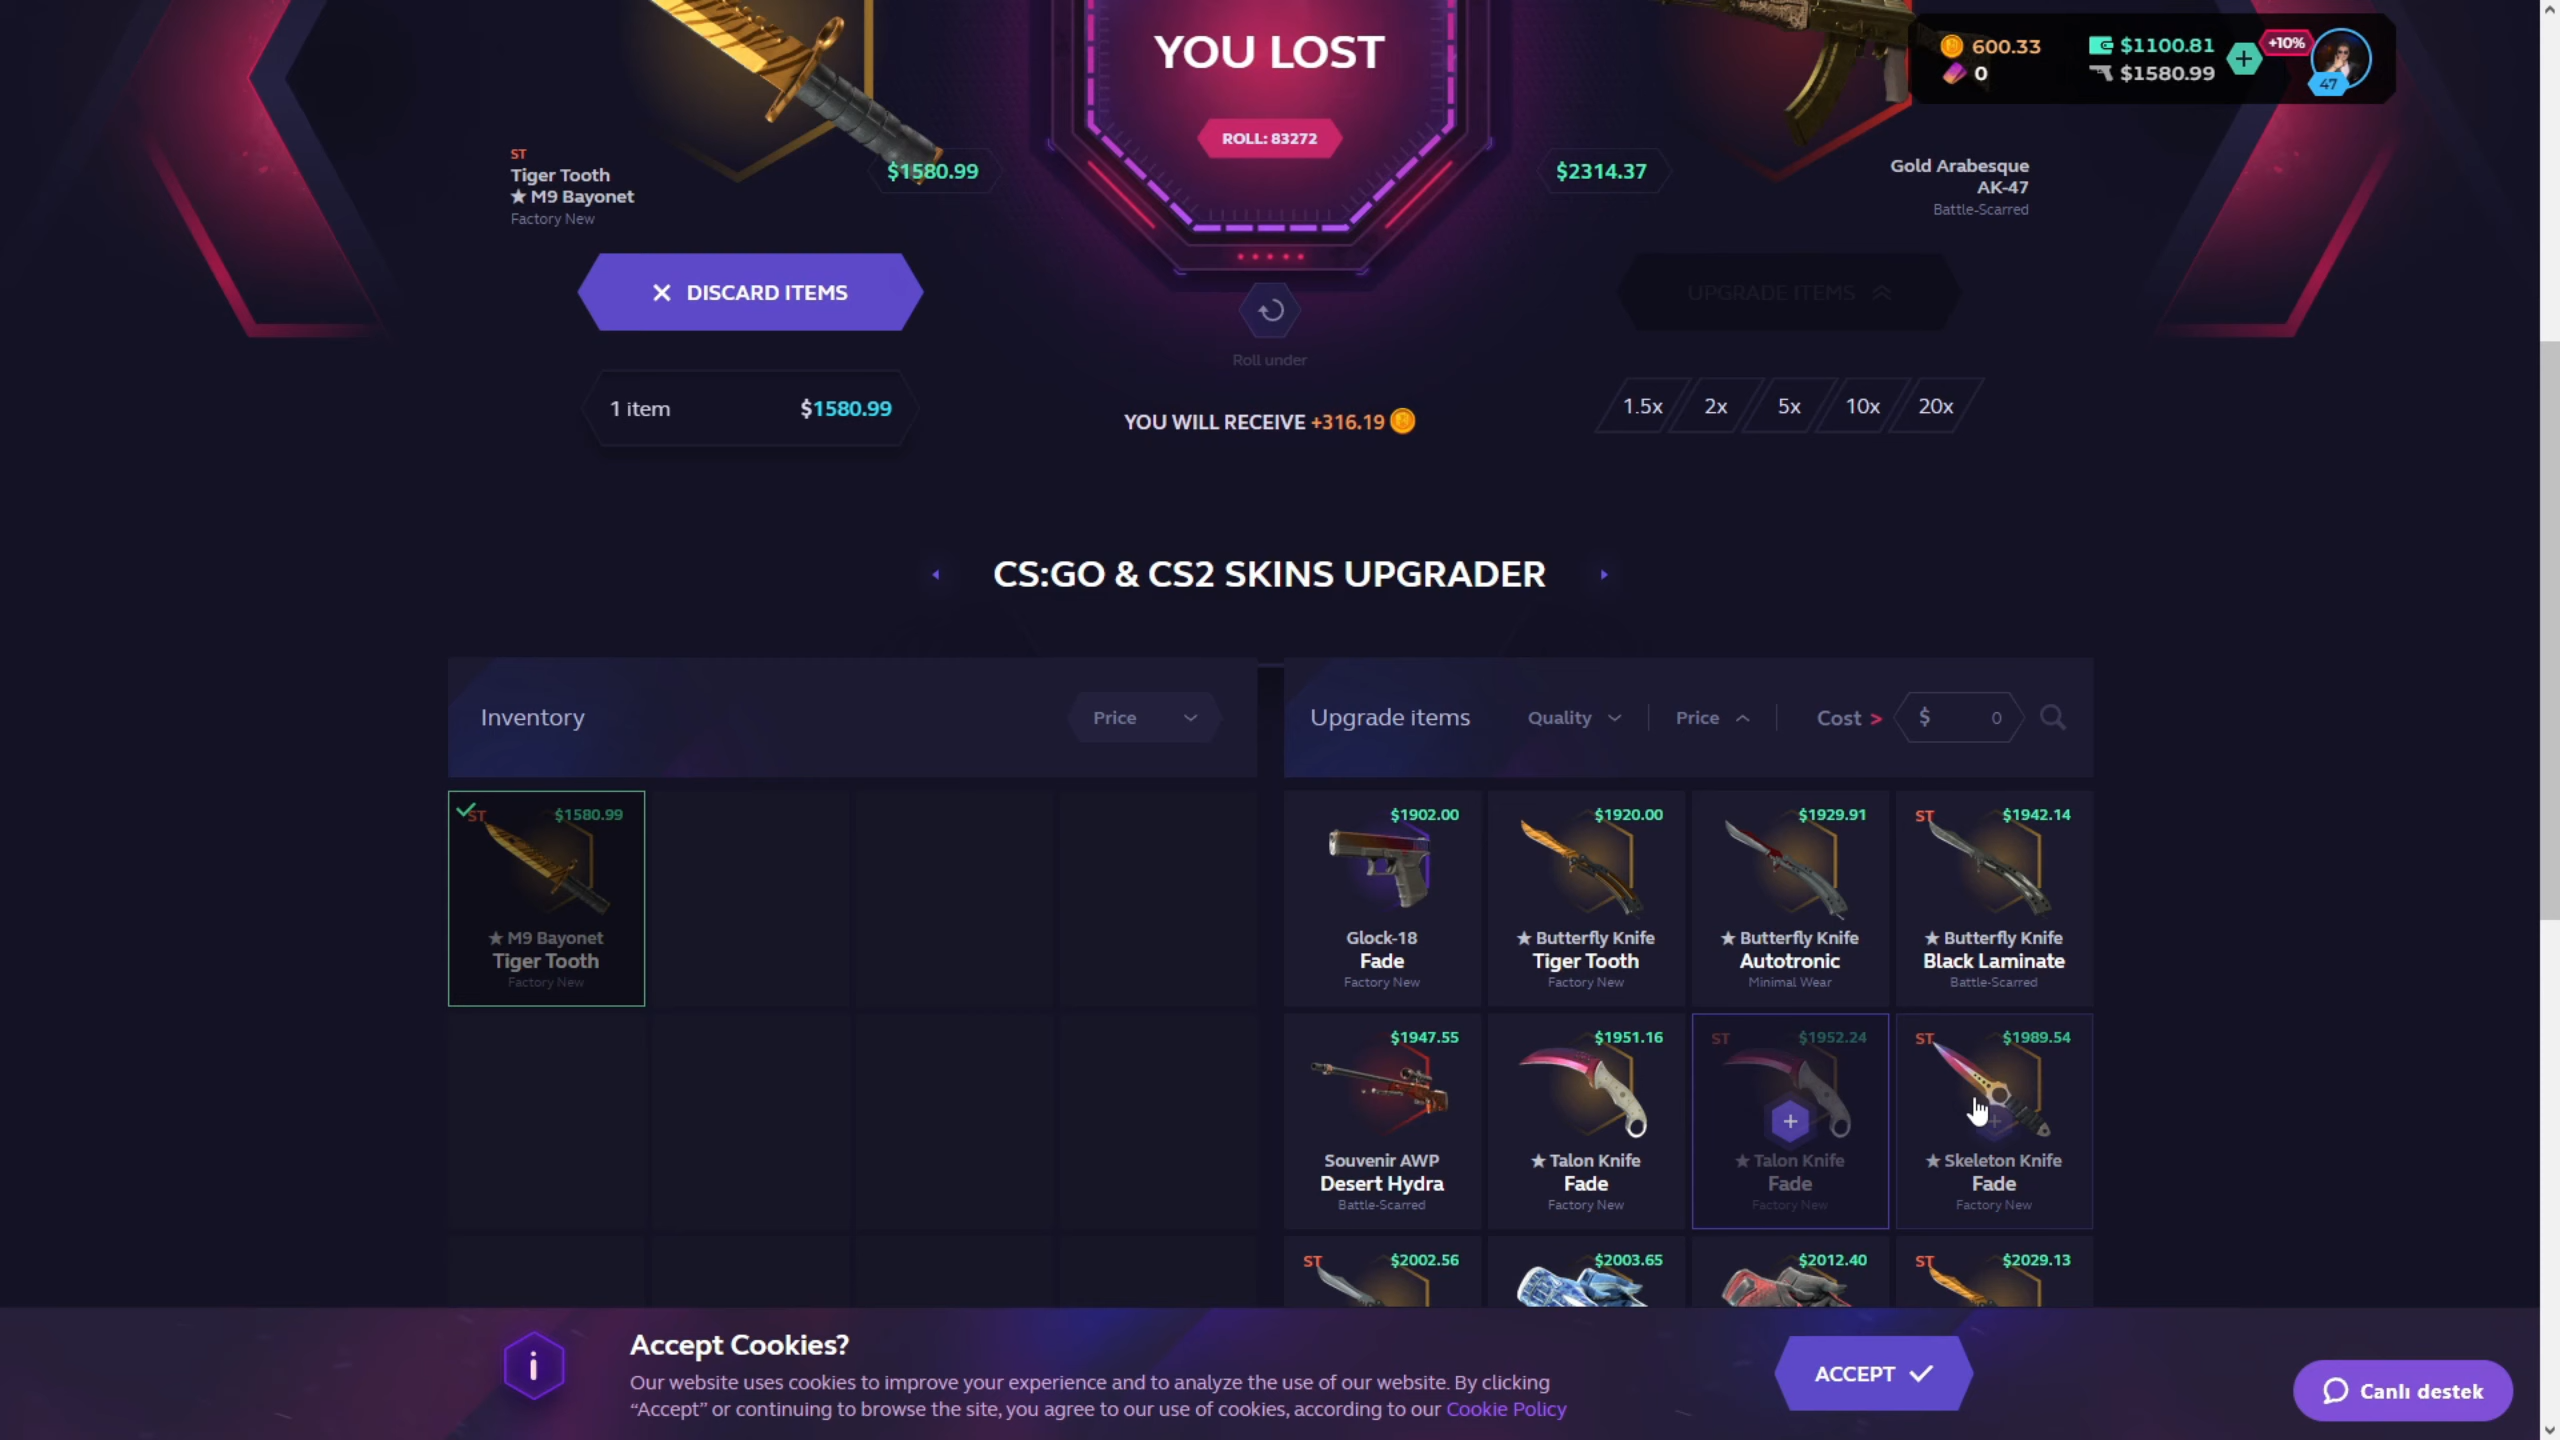 YOU LOST
ROLL: 83272
600.33
0
$1100.81
$1580.99
+10%
47
ST
Tiger Tooth
★ M9 Bayonet
Factory New
$1580.99
$2314.37
Gold Arabesque
AK-47
Battle-Scarred
DISCARD ITEMS
UPGRADE ITEMS
Roll under
1 item
$1580.99
YOU WILL RECEIVE +316.19
1.5x
2x
5x
10x
20x
CS:GO & CS2 SKINS UPGRADER
Inventory
Price
Upgrade items
Quality
Price
Cost >
$ 0
ST
$1580.99
★ M9 Bayonet
Tiger Tooth
Factory New
$1902.00
Glock-18
Fade
Factory New
$1920.00
★ Butterfly Knife
Tiger Tooth
Factory New
$1929.91
★ Butterfly Knife
Autotronic
Minimal Wear
ST
$1942.14
★ Butterfly Knife
Black Laminate
Battle-Scarred
$1947.55
Souvenir AWP
Desert Hydra
Battle-Scarred
$1951.16
★ Talon Knife
Fade
Factory New
ST
$1952.24
★ Talon Knife
Fade
Factory New
ST
$1989.54
★ Skeleton Knife
Fade
Factory New
ST
$2002.56
$2003.65
$2012.40
ST
$2029.13
Accept Cookies?
Our website uses cookies to improve your experience and to analyze the use of our website. By clicking
“Accept” or continuing to browse the site, you agree to our use of cookies, according to our Cookie Policy
ACCEPT
Canlı destek